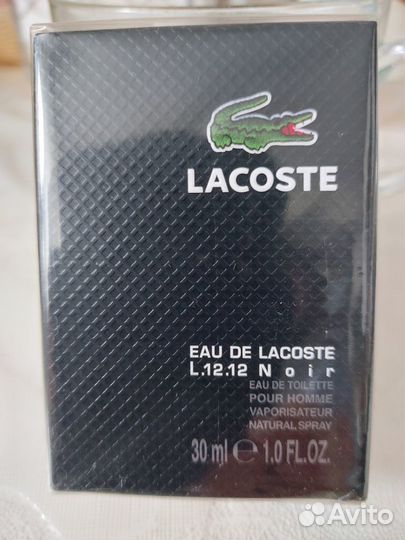 LACOSTE
EAU DE LACOSTE
L.12.12 Noir
EAU DE TOILETTE
POUR HOMME
VAPORISATEUR
NATURAL SPRAY
30 ml ℮ 1.0 FL.OZ.
Avito